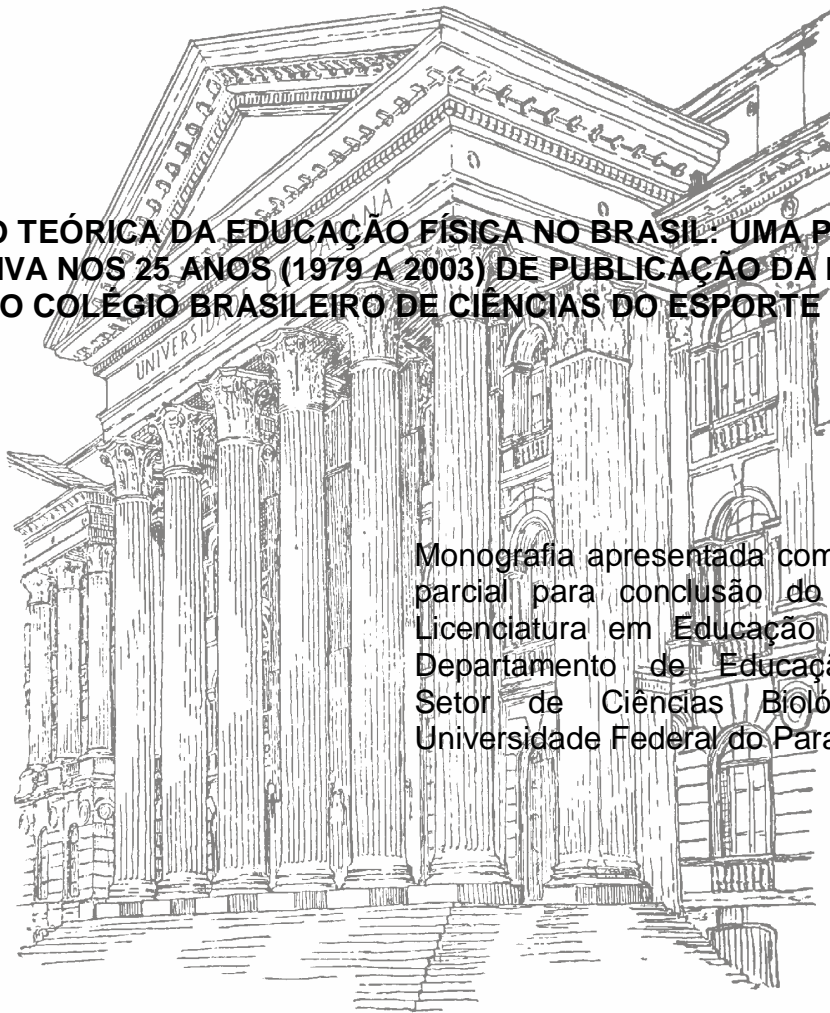 O TEÓRICA DA EDUCAÇÃO FÍSICA NO BRASIL: UMA P
IVA NOS 25 ANOS (1979 A 2003) DE PUBLICAÇÃO DA
O COLÉGIO BRASILEIRO DE CIÊNCIAS DO ESPORTE
UNIVERSI PARANÁ
Monografia apresentada com
parcial para conclusão do
Licenciatura em Educação
Departamento de Educaçã
Setor de Ciências Bioló
Universidade Federal do Para